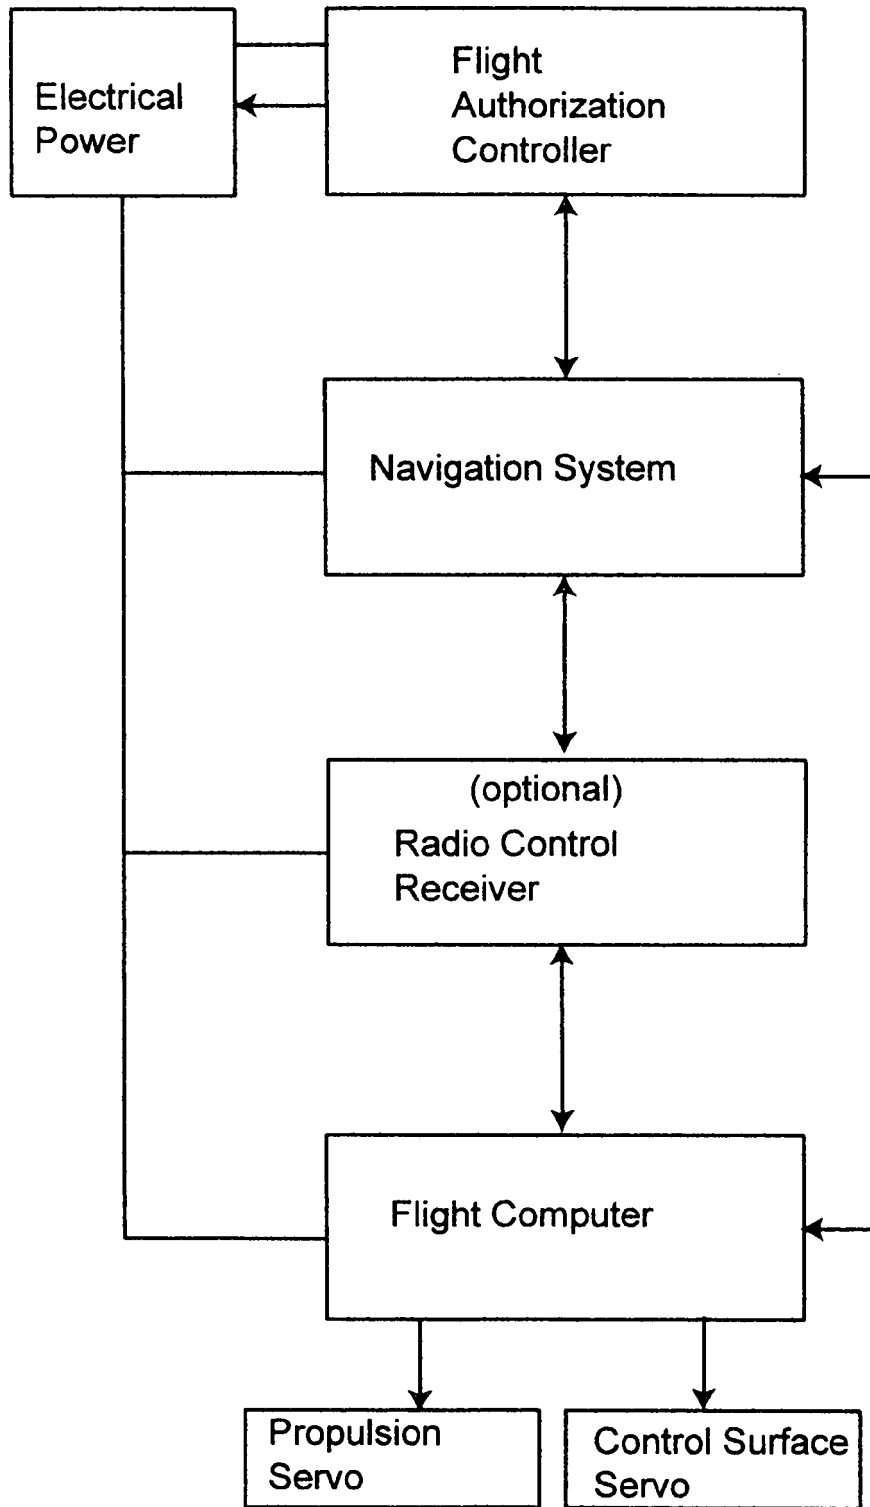 Electrical
Power
Flight
Authorization
Controller
Navigation System
(optional)
Radio Control
Receiver
Flight Computer
Propulsion
Servo
Control Surface
Servo